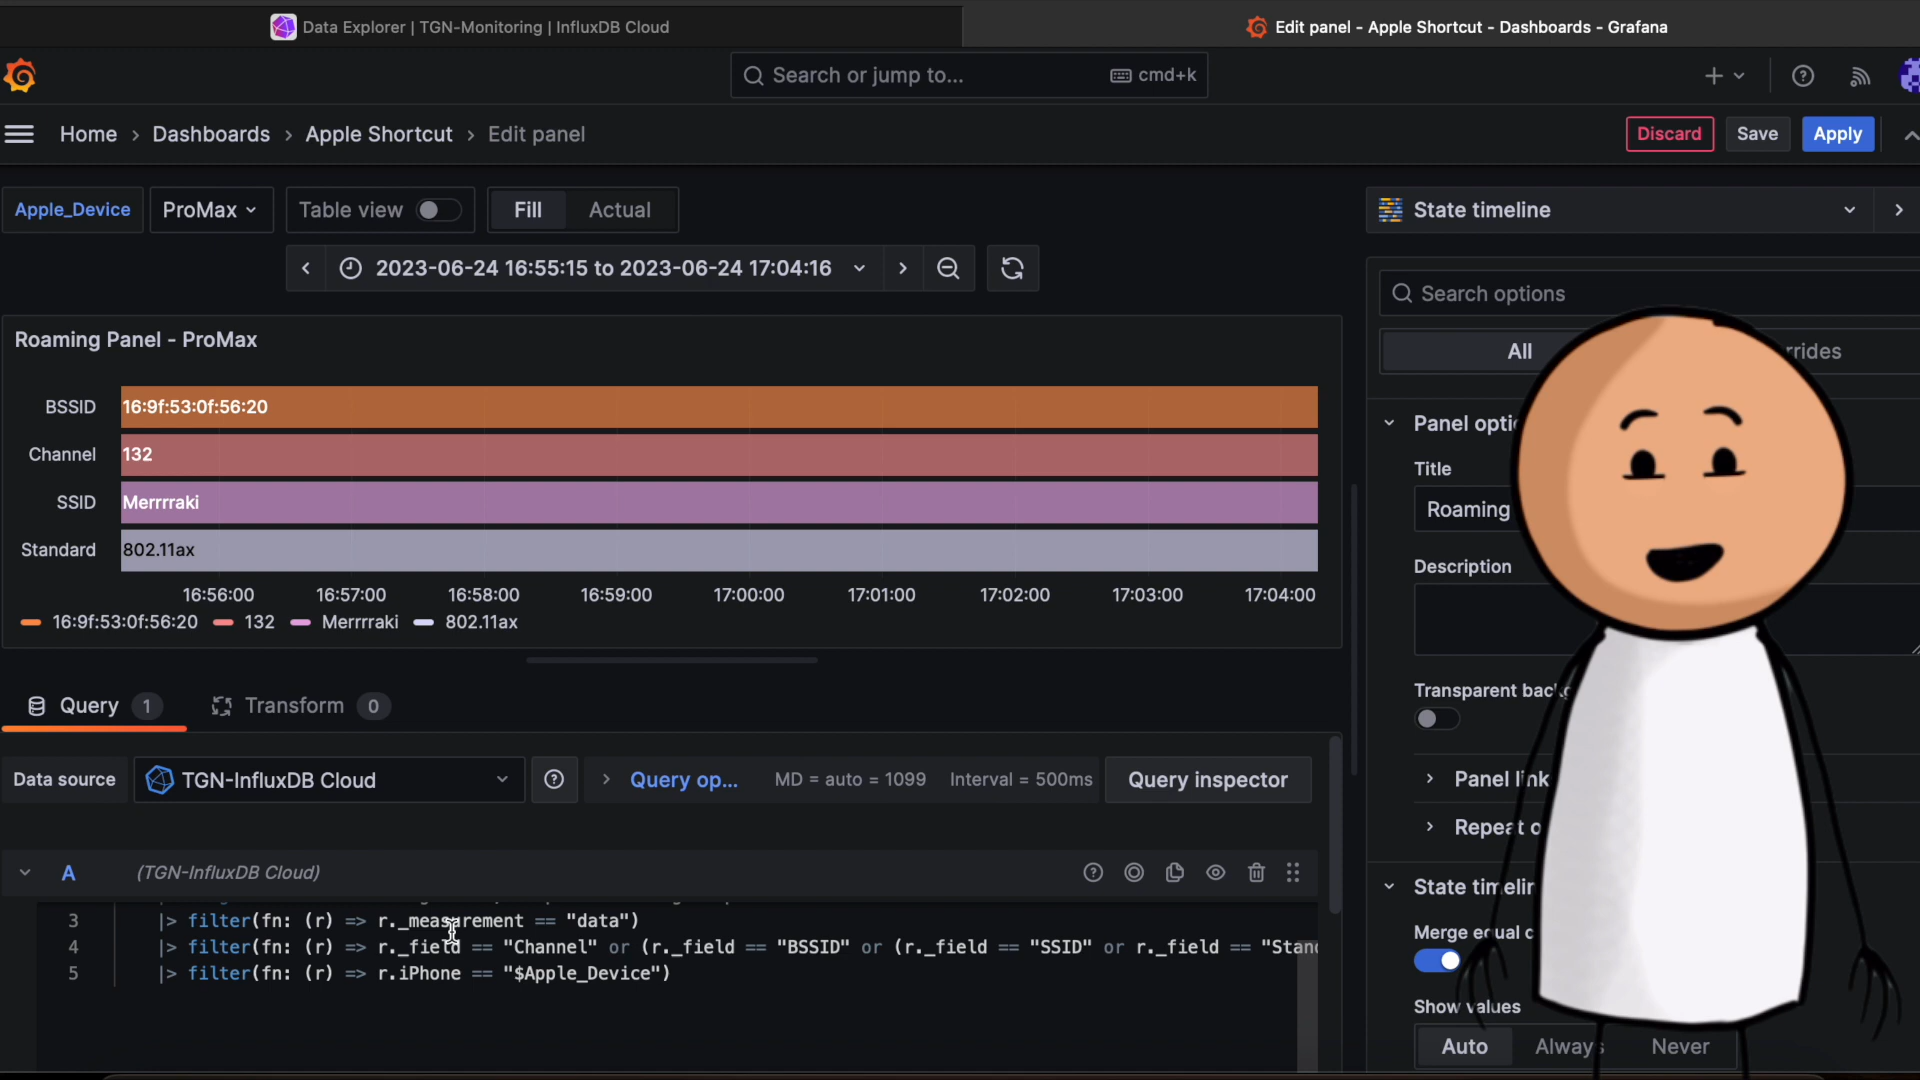 Data Explorer | TGN-Monitoring | InfluxDB Cloud
Edit panel - Apple Shortcut - Dashboards - Grafana
Search or jump to...
cmd+k
Home › Dashboards › Apple Shortcut › Edit panel
Discard
Save
Apply
Apple_Device
ProMax
Table view
Fill
Actual
State timeline
2023-06-24 16:55:15 to 2023-06-24 17:04:16
Search options
All
rrides
Roaming Panel - ProMax
BSSID
16:9f:53:0f:56:20
Channel
132
SSID
Merrrraki
Standard
802.11ax
16:56:00 16:57:00 16:58:00 16:59:00 17:00:00 17:01:00 17:02:00 17:03:00 17:04:00
16:9f:53:0f:56:20 132 Merrrraki 802.11ax
Panel opti
Title
Roaming
Description
Transparent back
Panel link
Repeat o
State timelin
Merge equal
Show values
Auto
Always
Never
Query 1
Transform 0
Data source
TGN-InfluxDB Cloud
Query op...
MD = auto = 1099
Interval = 500ms
Query inspector
A
(TGN-InfluxDB Cloud)
3 |> filter(fn: (r) => r._measurement == "data")
4 |> filter(fn: (r) => r._field == "Channel" or (r._field == "BSSID" or (r._field == "SSID" or r._field == "Stan
5 |> filter(fn: (r) => r.iPhone == "$Apple_Device")